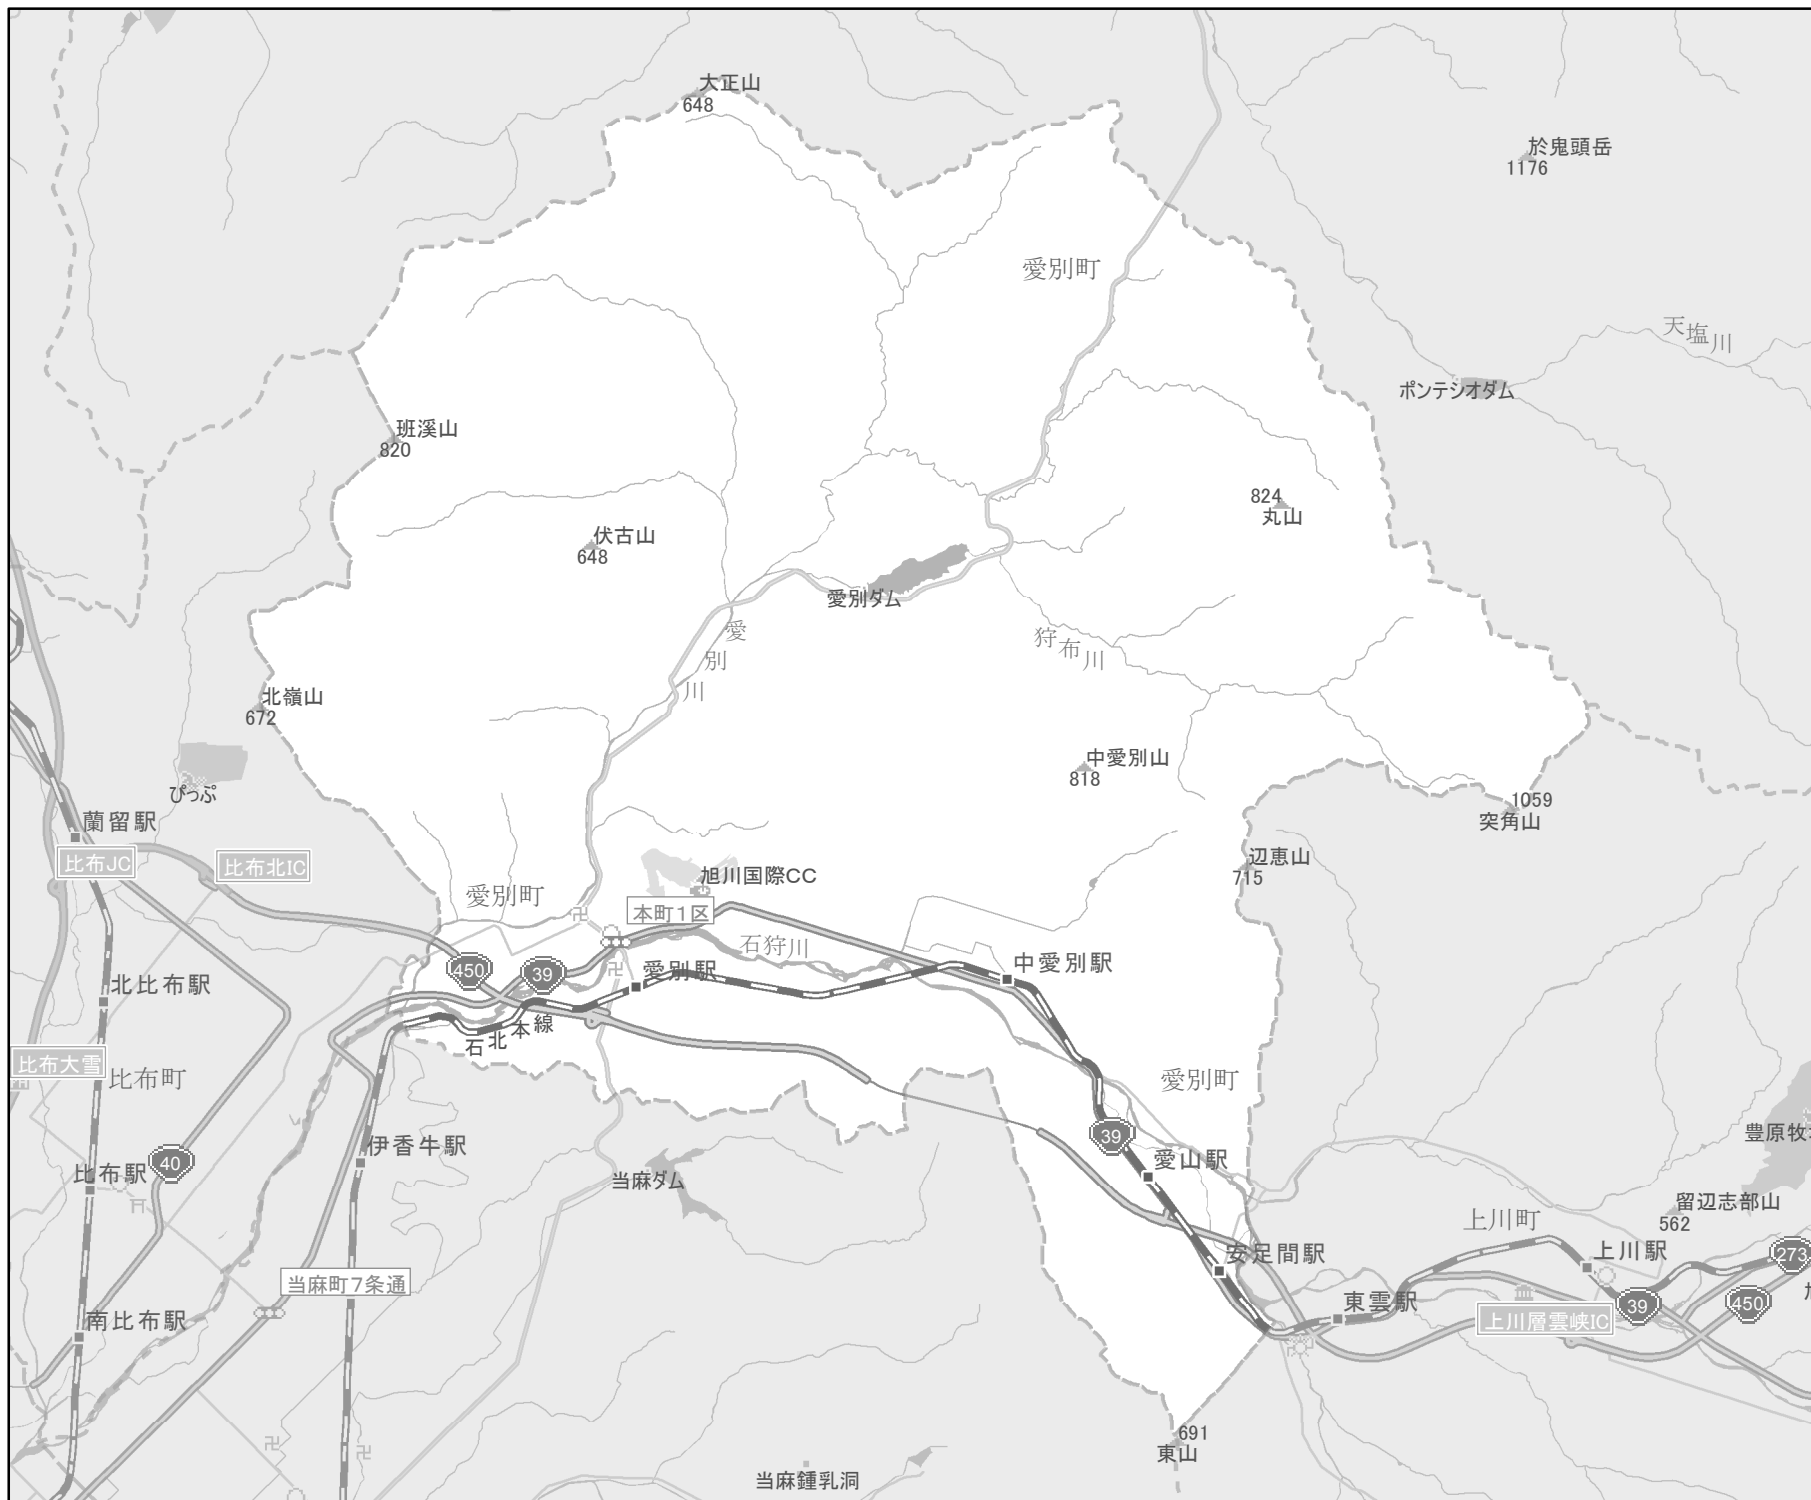 大正山
648
於鬼頭岳
1176
愛別町
天塩川
ポンテシオダム
班溪山
820
824
丸山
伏古山
648
愛別ダム
愛別川
狩布川
北嶺山
672
ぴっぷ
中愛別山
818
1059
突角山
蘭留駅
比布JC
比布北IC
辺恵山
715
旭川国際CC
愛別町
本町1区
石狩川
450
39
愛別駅
中愛別駅
北比布駅
石北本線
比布大雪
比布町
愛別町
39
伊香牛駅
40
比布駅
当麻ダム
愛山駅
豊原牧
留辺志部山
562
上川町
安足間駅
上川駅
273
当麻町7条通
東雲駅
39
450
上川層雲峡IC
南比布駅
691
東山
当麻鍾乳洞